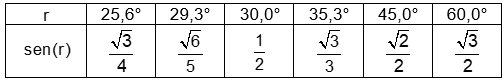 r 25,6° 29,3° 30,0° 35,3° 45,0° 60,0°
sen(r) √3/4 √6/5 1/2 √3/3 √2/2 √3/2